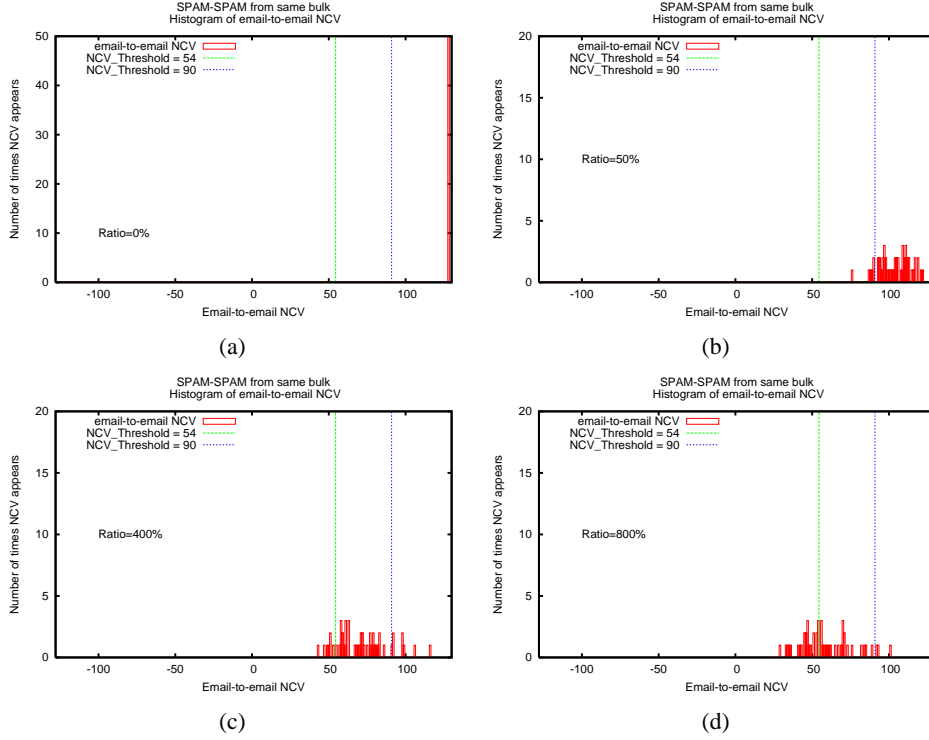 SPAM-SPAM from same bulk
Histogram of email-to-email NCV
Number of times NCV appears
50
40
30
20
10
0
email-to-email NCV
NCV_Threshold = 54
NCV_Threshold = 90
Ratio=0%
-100 -50 0 50 100
Email-to-email NCV
(a)
SPAM-SPAM from same bulk
Histogram of email-to-email NCV
Number of times NCV appears
20
15
10
5
0
email-to-email NCV
NCV_Threshold = 54
NCV_Threshold = 90
Ratio=50%
-100 -50 0 50 100
Email-to-email NCV
(b)
SPAM-SPAM from same bulk
Histogram of email-to-email NCV
Number of times NCV appears
20
15
10
5
0
email-to-email NCV
NCV_Threshold = 54
NCV_Threshold = 90
Ratio=400%
-100 -50 0 50 100
Email-to-email NCV
(c)
SPAM-SPAM from same bulk
Histogram of email-to-email NCV
Number of times NCV appears
20
15
10
5
0
email-to-email NCV
NCV_Threshold = 54
NCV_Threshold = 90
Ratio=800%
-100 -50 0 50 100
Email-to-email NCV
(d)